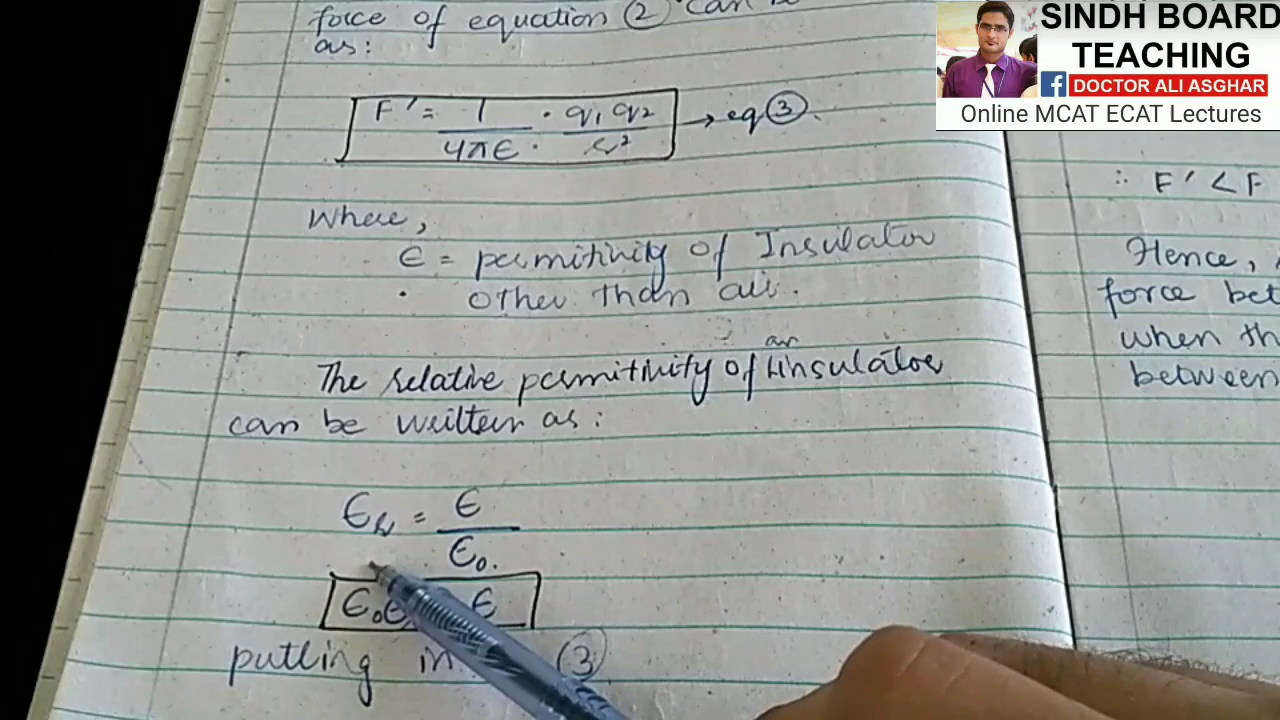 force of equation ② can be
as:
F' = 1/4πϵ · q₁q₂/r² → eq ③.
Where,
ϵ = permitivity of Insulator
other than air.
an
The relative permitivity of insulator
can be written as:
ϵr = ϵ/ϵ₀.
ϵ₀ϵ ϵ
putting in ③
∴ F' < F
Hence,
force bet
when th
between
SINDH BOARD
TEACHING
f DOCTOR ALI ASGHAR
Online MCAT ECAT Lectures